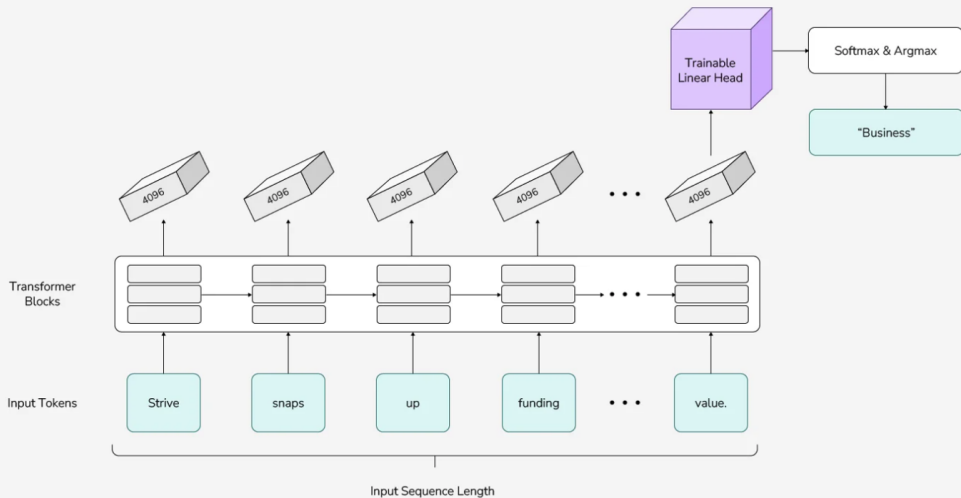 Trainable
Linear Head
Softmax & Argmax
“Business”
4096
4096
4096
4096
4096
Transformer
Blocks
Input Tokens
Strive
snaps
up
funding
value.
Input Sequence Length